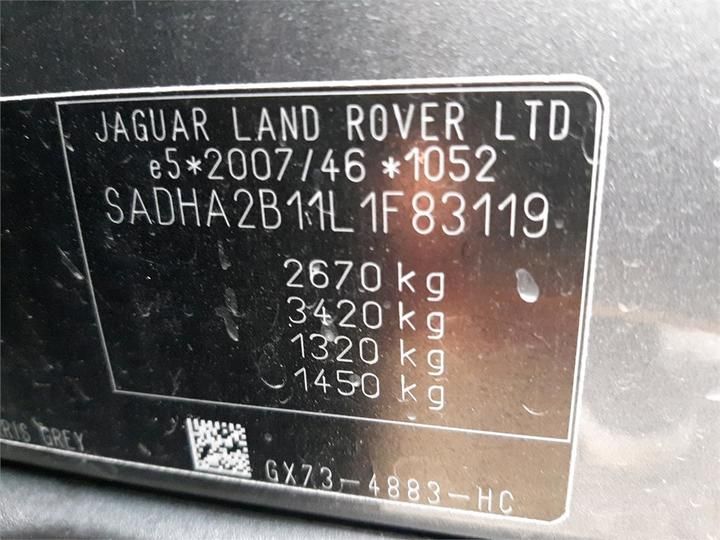 JAGUAR LAND ROVER LTD
e5*2007/46 *1052
SADHA2B11L1F83119
2670 kg
3420 kg
1320 kg
1450 kg
GREY
GX73-4883-HC